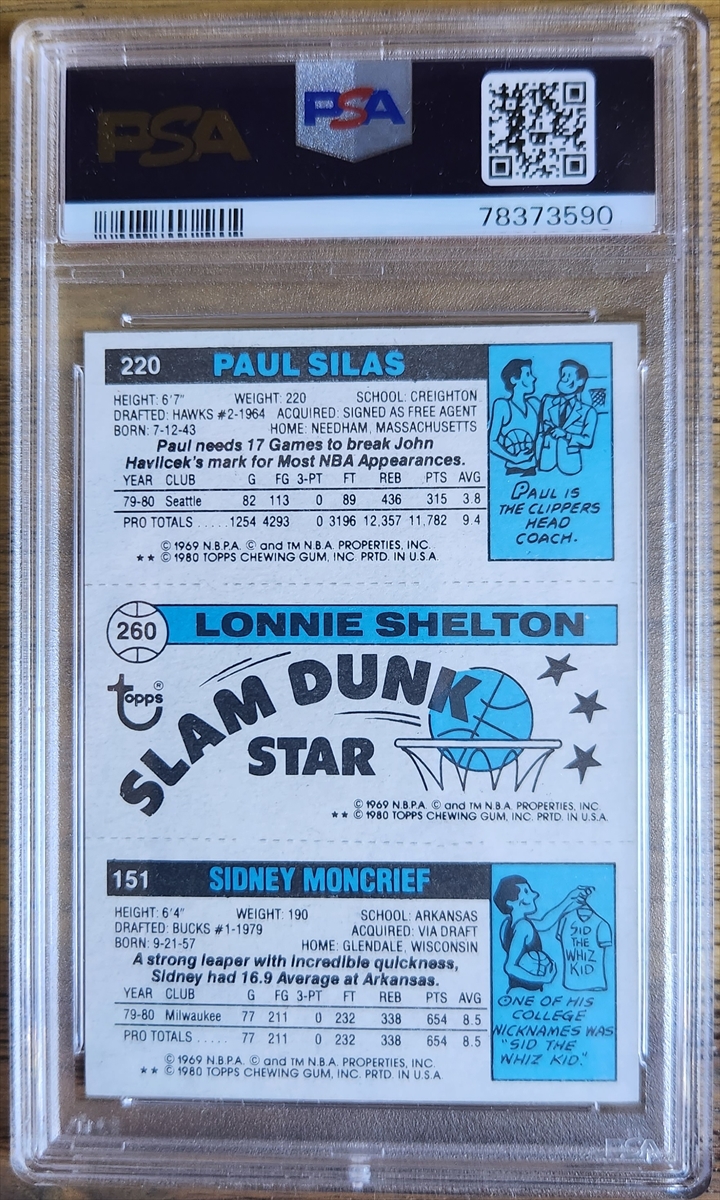 PSA PSA
78373590
220 PAUL SILAS
HEIGHT: 6'7" WEIGHT: 220 SCHOOL: CREIGHTON
DRAFTED: HAWKS #2-1964 ACQUIRED: SIGNED AS FREE AGENT
BORN: 7-12-43 HOME: NEEDHAM, MASSACHUSETTS
Paul needs 17 Games to break John
Havlicek's mark for Most NBA Appearances.
YEAR CLUB G FG 3-PT FT REB PTS AVG
79-80 Seattle 82 113 0 89 436 315 3.8
PRO TOTALS ..... 1254 4293 0 3196 12,357 11,782 9.4
© 1969 N.B.P.A. © and TM N.B.A. PROPERTIES, INC.
★★ © 1980 TOPPS CHEWING GUM, INC. PRTD. IN U.S.A.
PAUL IS
THE CLIPPERS
HEAD
COACH.
260 LONNIE SHELTON
topps®
SLAM DUNK
STAR
© 1969 N.B.P.A. © and TM N.B.A. PROPERTIES, INC.
★★ © 1980 TOPPS CHEWING GUM, INC. PRTD. IN U.S.A.
151 SIDNEY MONCRIEF
HEIGHT: 6'4" WEIGHT: 190 SCHOOL: ARKANSAS
DRAFTED: BUCKS #1-1979 ACQUIRED: VIA DRAFT
BORN: 9-21-57 HOME: GLENDALE, WISCONSIN
A strong leaper with incredible quickness,
Sidney had 16.9 Average at Arkansas.
YEAR CLUB G FG 3-PT FT REB PTS AVG
79-80 Milwaukee 77 211 0 232 338 654 8.5
PRO TOTALS ..... 77 211 0 232 338 654 8.5
© 1969 N.B.P.A. © and TM N.B.A. PROPERTIES, INC.
★★ © 1980 TOPPS CHEWING GUM, INC. PRTD. IN U.S.A.
SID
THE
WHIZ
KID
ONE OF HIS
COLLEGE
NICKNAMES WAS
"SID THE
WHIZ KID."
PSA